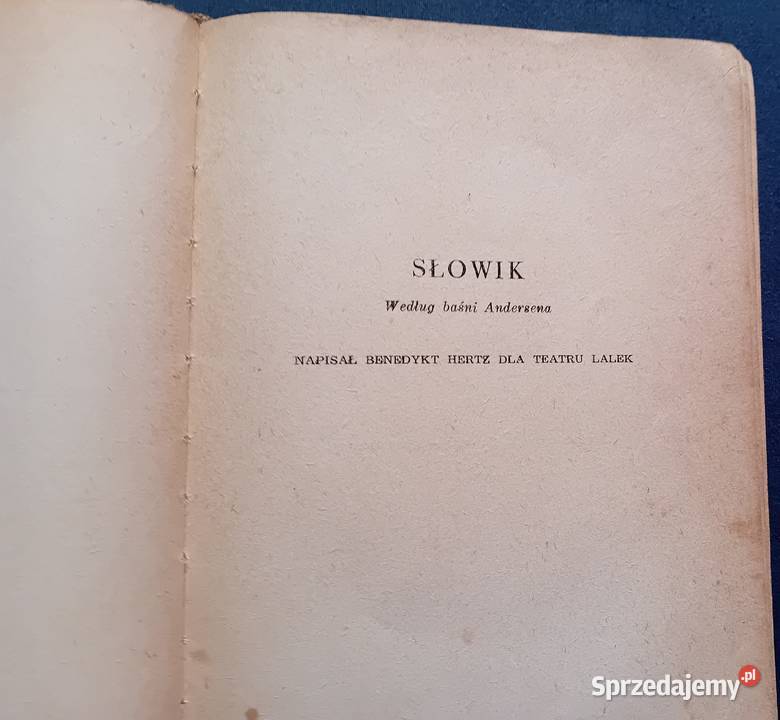 SŁOWIK
Według baśni Andersena
NAPISAŁ BENEDYKT HERTZ DLA TEATRU LALEK
Sprzedajemy.pl